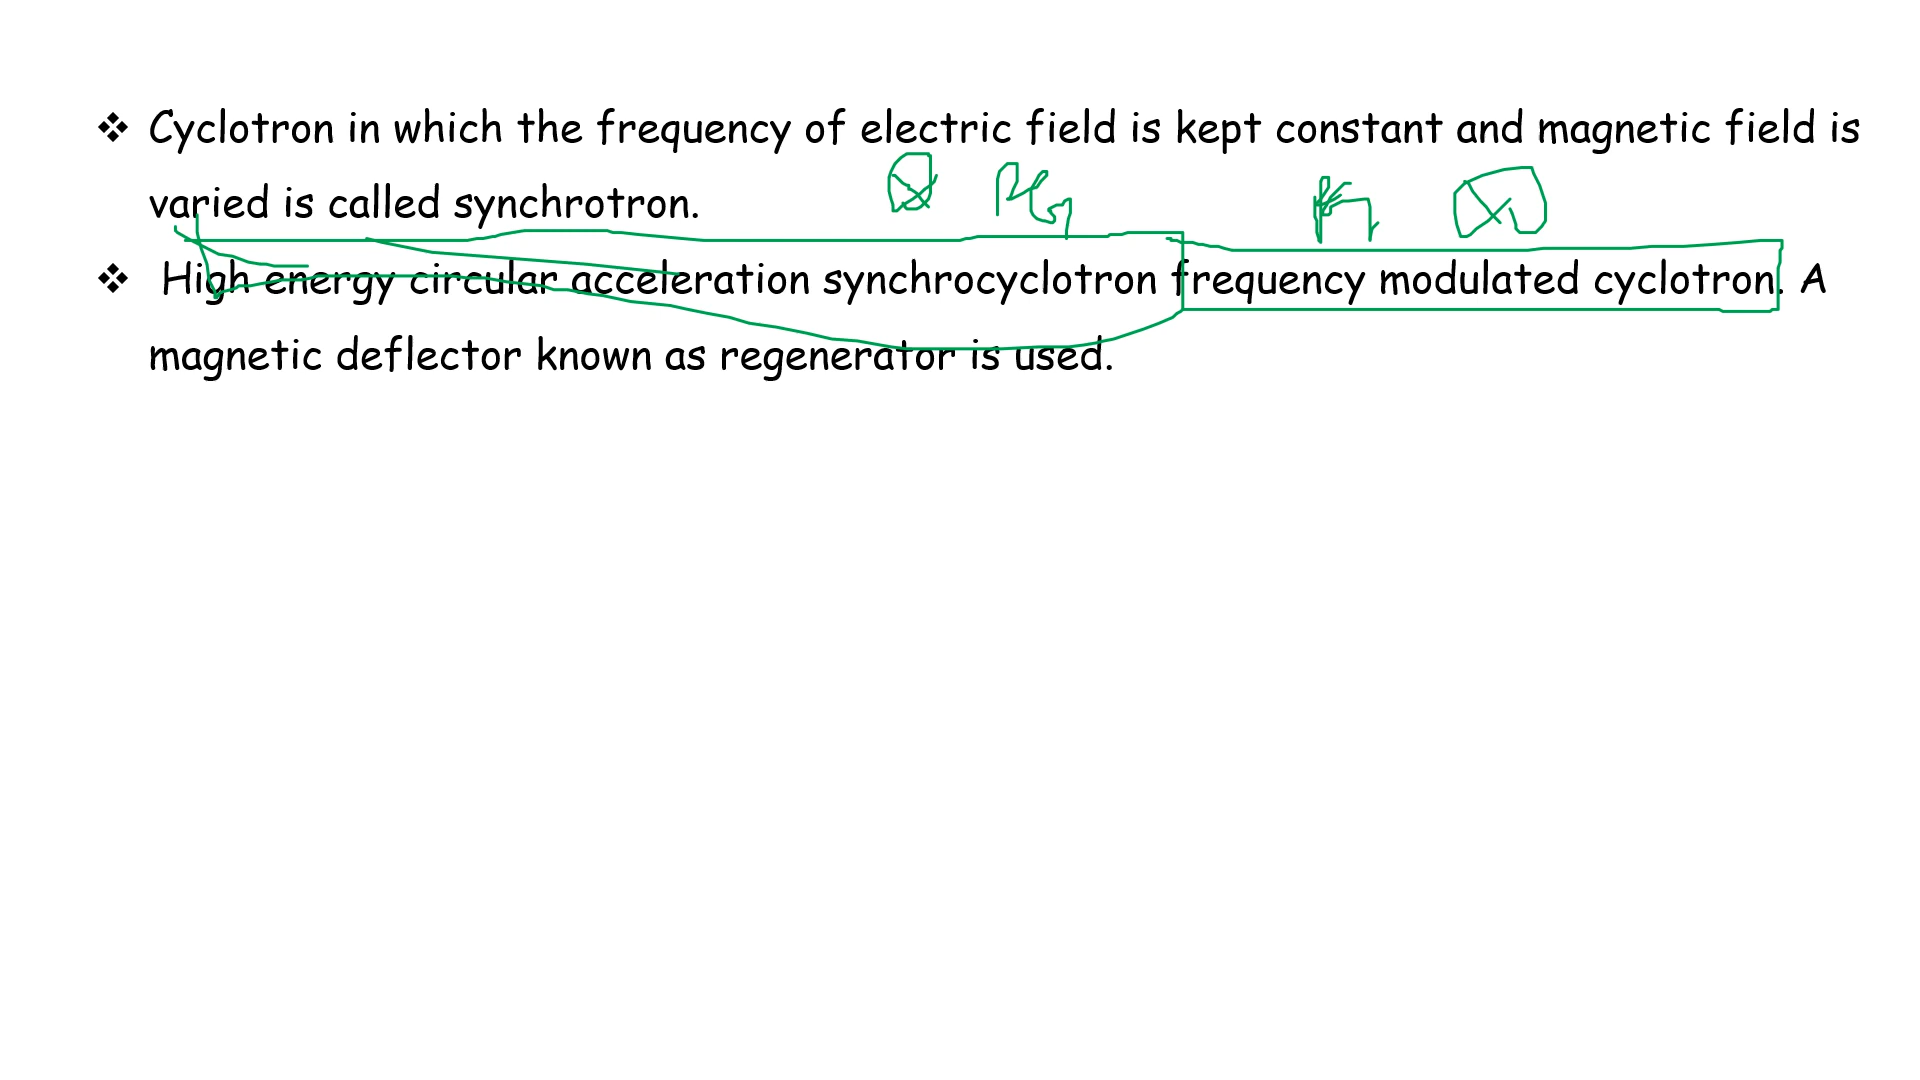 ❖ Cyclotron in which the frequency of electric field is kept constant and magnetic field is
varied is called synchrotron.
❖ High energy circular acceleration synchrocyclotron frequency modulated cyclotron. A
magnetic deflector known as regenerator is used.